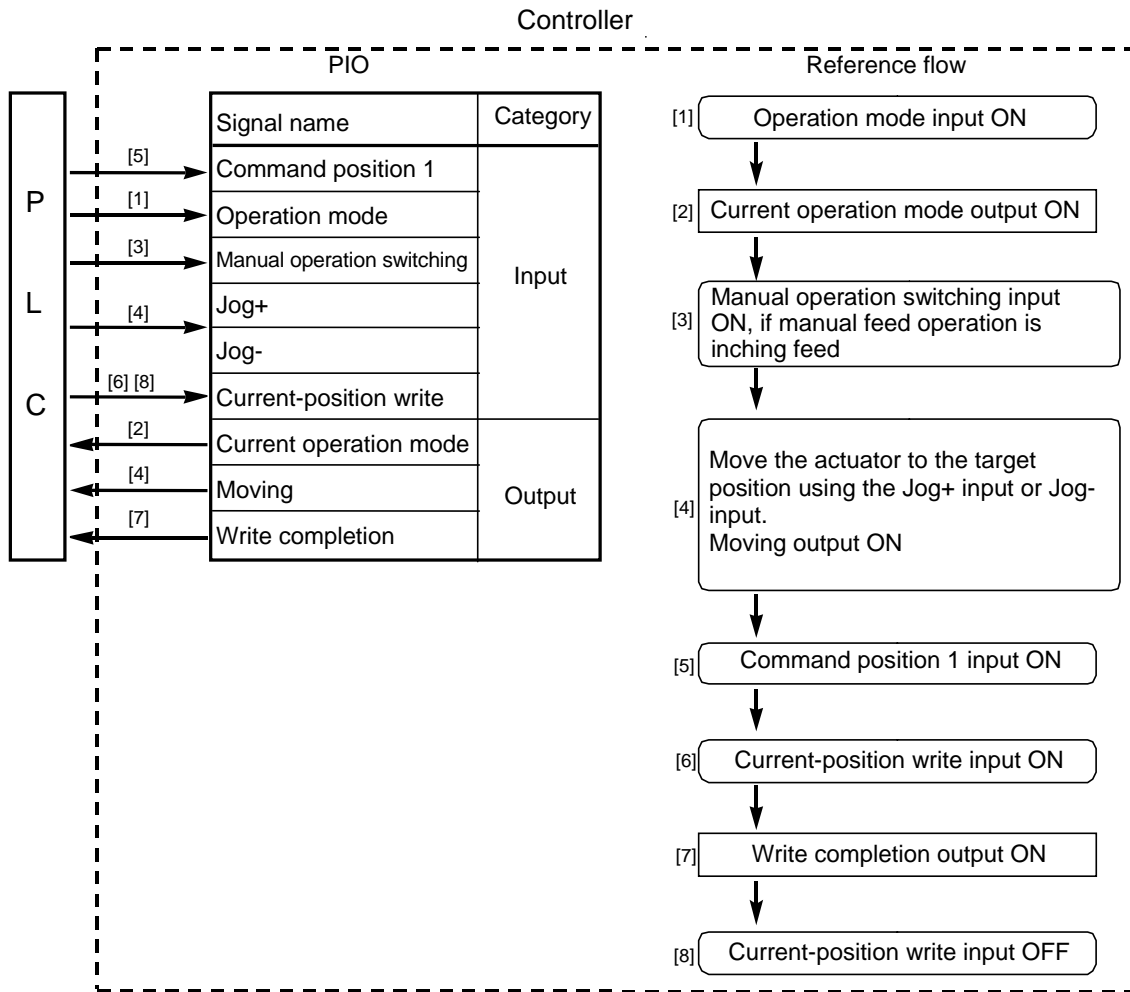 Controller
PIO
Reference flow
P
L
C
Signal name
Category
[5]
Command position 1
[1]
Operation mode
[3]
Manual operation switching
Input
[4]
Jog+
Jog-
[6] [8]
Current-position write
[2]
Current operation mode
[4]
Moving
Output
[7]
Write completion
[1]
Operation mode input ON
[2]
Current operation mode output ON
[3]
Manual operation switching input
ON, if manual feed operation is
inching feed
[4]
Move the actuator to the target
position using the Jog+ input or Jog-
input.
Moving output ON
[5]
Command position 1 input ON
[6]
Current-position write input ON
[7]
Write completion output ON
[8]
Current-position write input OFF